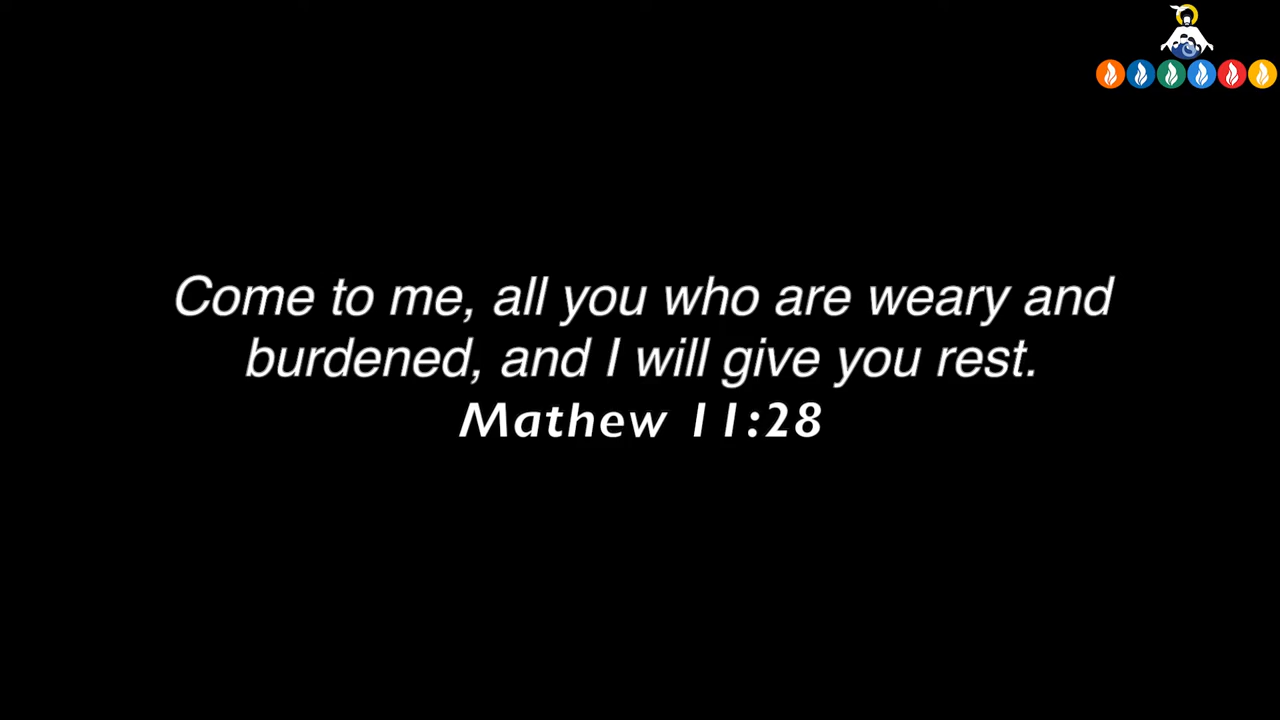 Come to me, all you who are weary and
burdened, and I will give you rest.
Mathew 11:28